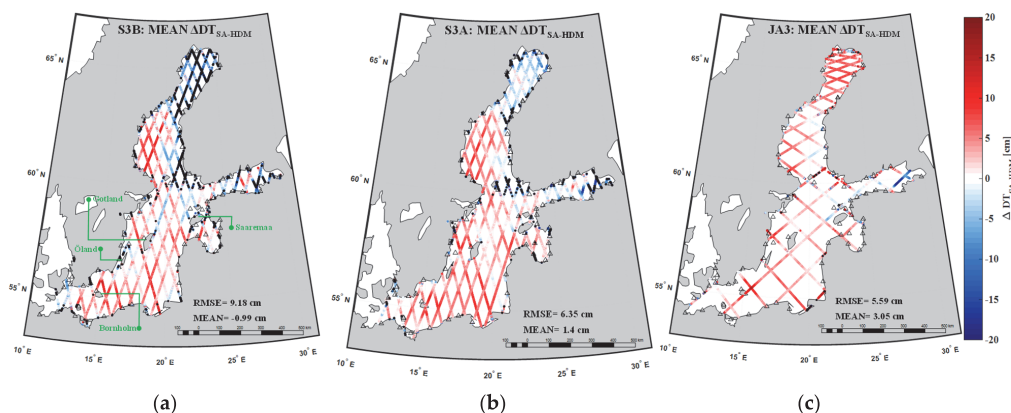 S3B: MEAN ΔDT_SA-HDM
65° N
60° N
55° N
Gotland
Saaremaa
Öland
Bornholm
RMSE= 9.18 cm
MEAN= -0.99 cm
10° E
15° E
20° E
25° E
30° E
(a)
S3A: MEAN ΔDT_SA-HDM
65° N
60° N
55° N
RMSE= 6.35 cm
MEAN= 1.4 cm
10° E
15° E
20° E
25° E
30° E
(b)
JA3: MEAN ΔDT_SA-HDM
65° N
60° N
55° N
RMSE= 5.59 cm
MEAN= 3.05 cm
10° E
15° E
20° E
25° E
30° E
(c)
20
15
10
5
0
-5
-10
-15
-20
Δ DT_SA-HDM [cm]